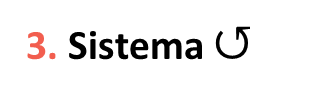 3. Sistema ↺